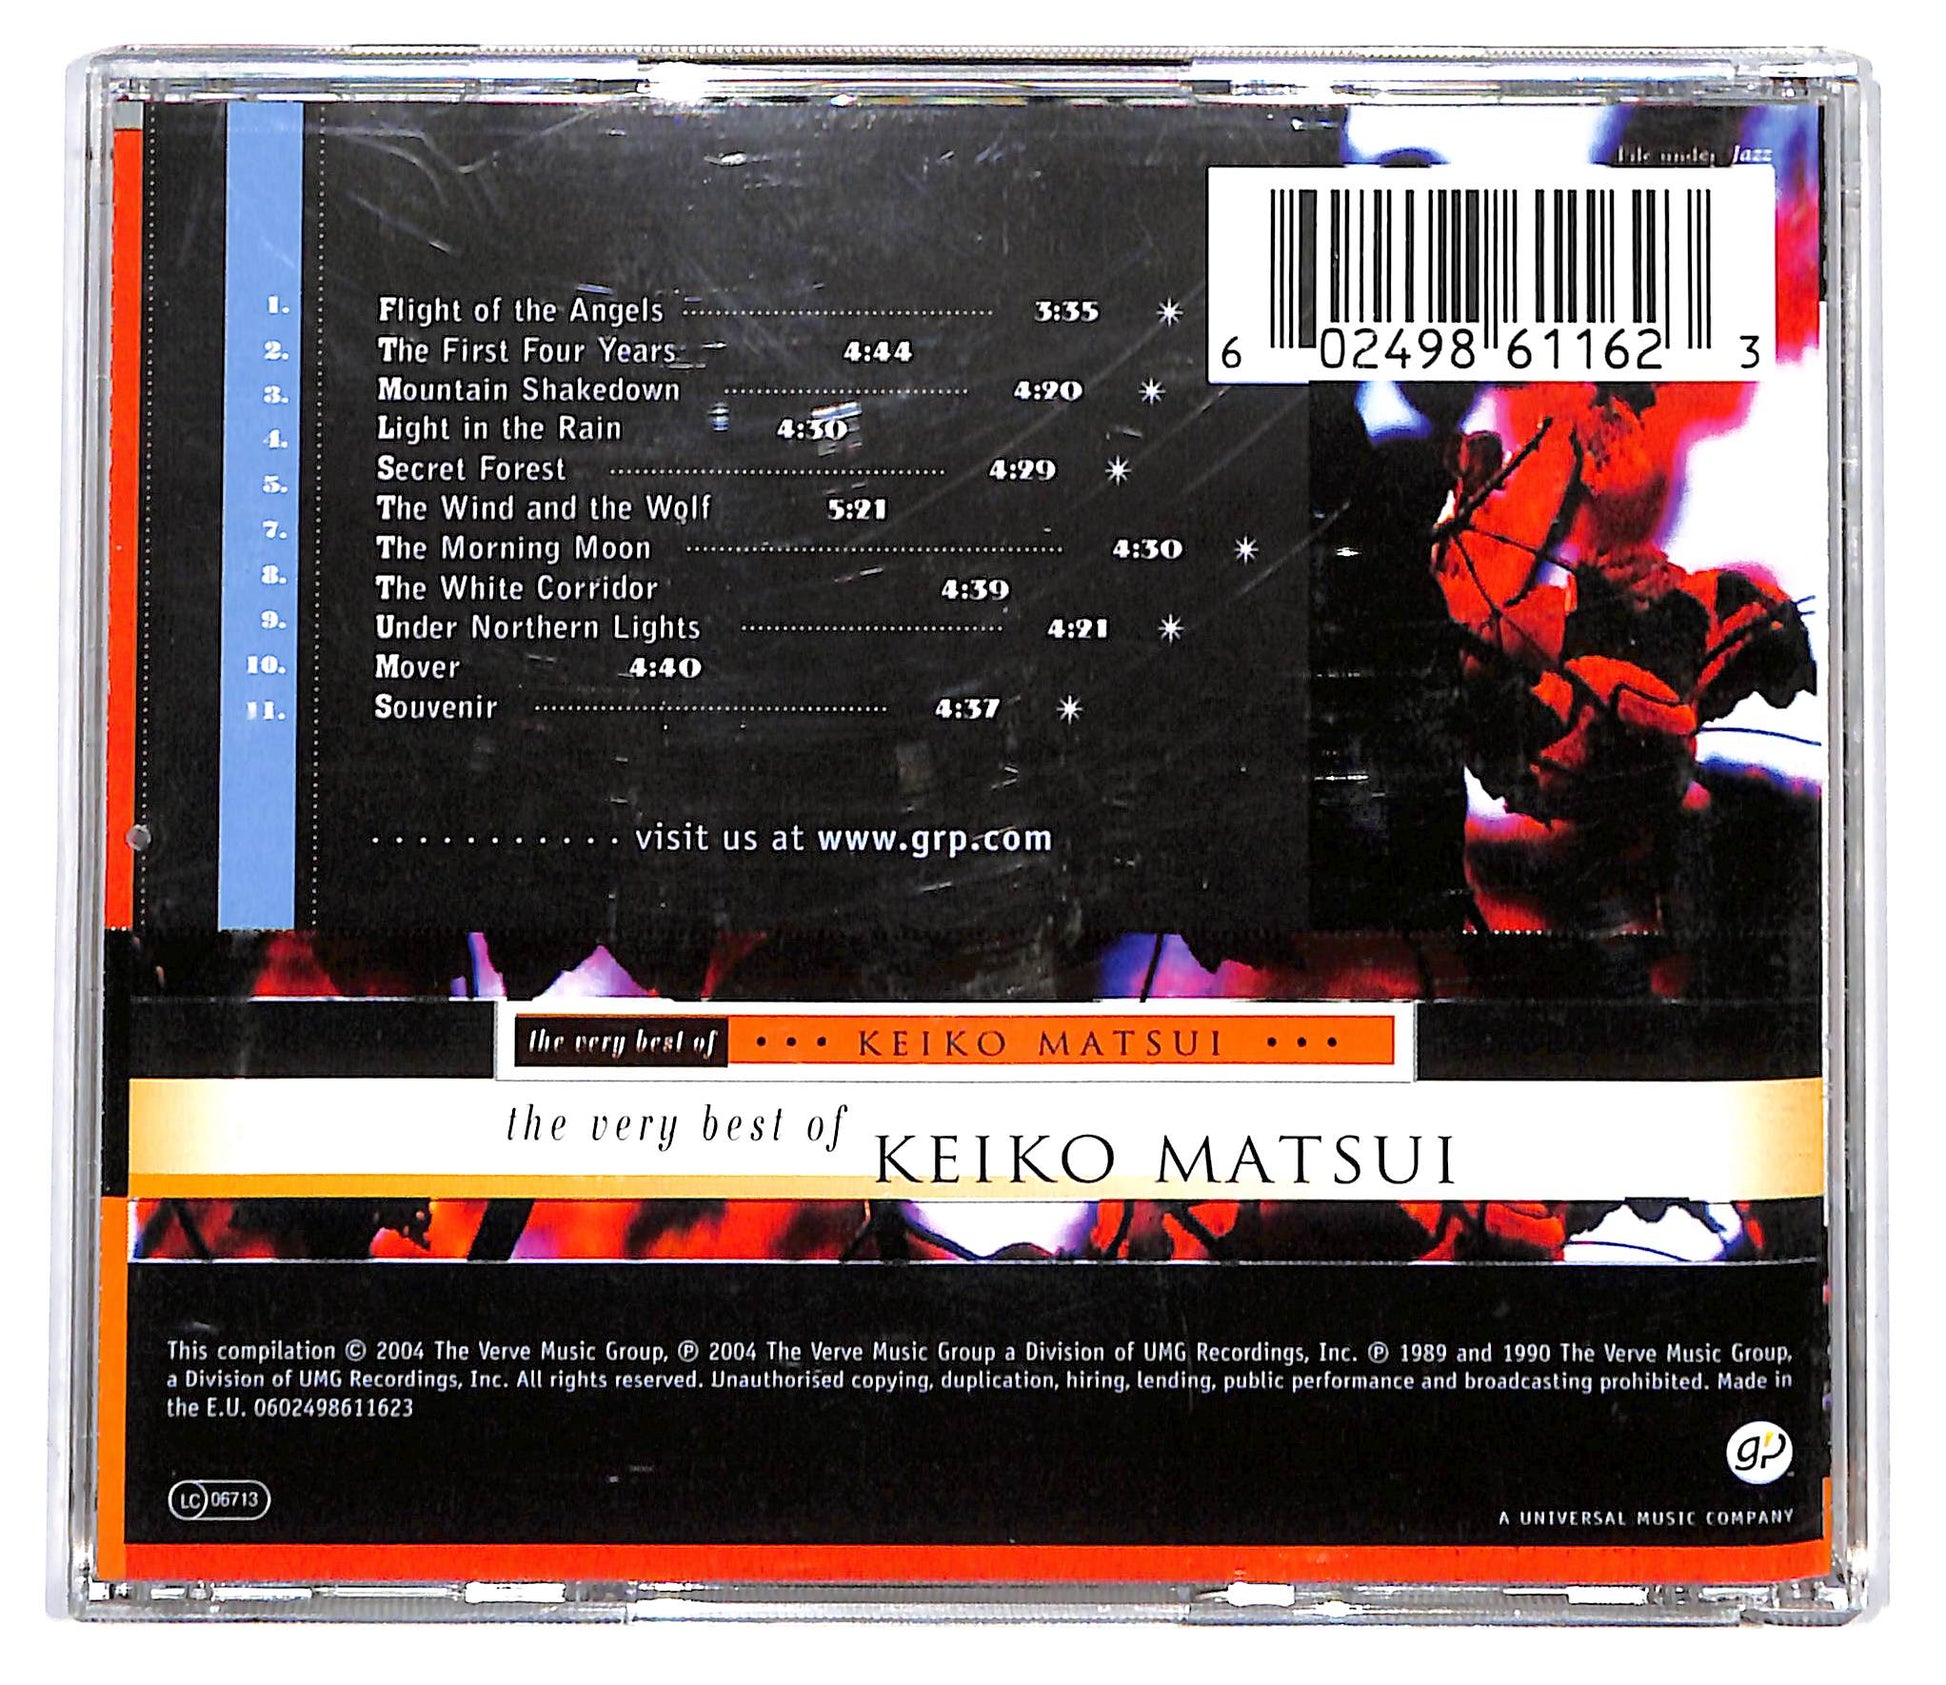 File under Jazz
6 02498 61162 3
1. Flight of the Angels 3:35
2. The First Four Years 4:44
3. Mountain Shakedown 4:20
4. Light in the Rain 4:30
5. Secret Forest 4:29
7. The Wind and the Wolf 5:21
8. The Morning Moon 4:30
9. The White Corridor 4:39
10. Under Northern Lights 4:21
11. Mover 4:40
Souvenir 4:37
visit us at www.grp.com
the very best of • • • KEIKO MATSUI • • •
the very best of KEIKO MATSUI
This compilation © 2004 The Verve Music Group, ℗ 2004 The Verve Music Group a Division of UMG Recordings, Inc. ℗ 1989 and 1990 The Verve Music Group,
a Division of UMG Recordings, Inc. All rights reserved. Unauthorised copying, duplication, hiring, lending, public performance and broadcasting prohibited. Made in
the E.U. 0602498611623
grp
LC 06713
A UNIVERSAL MUSIC COMPANY